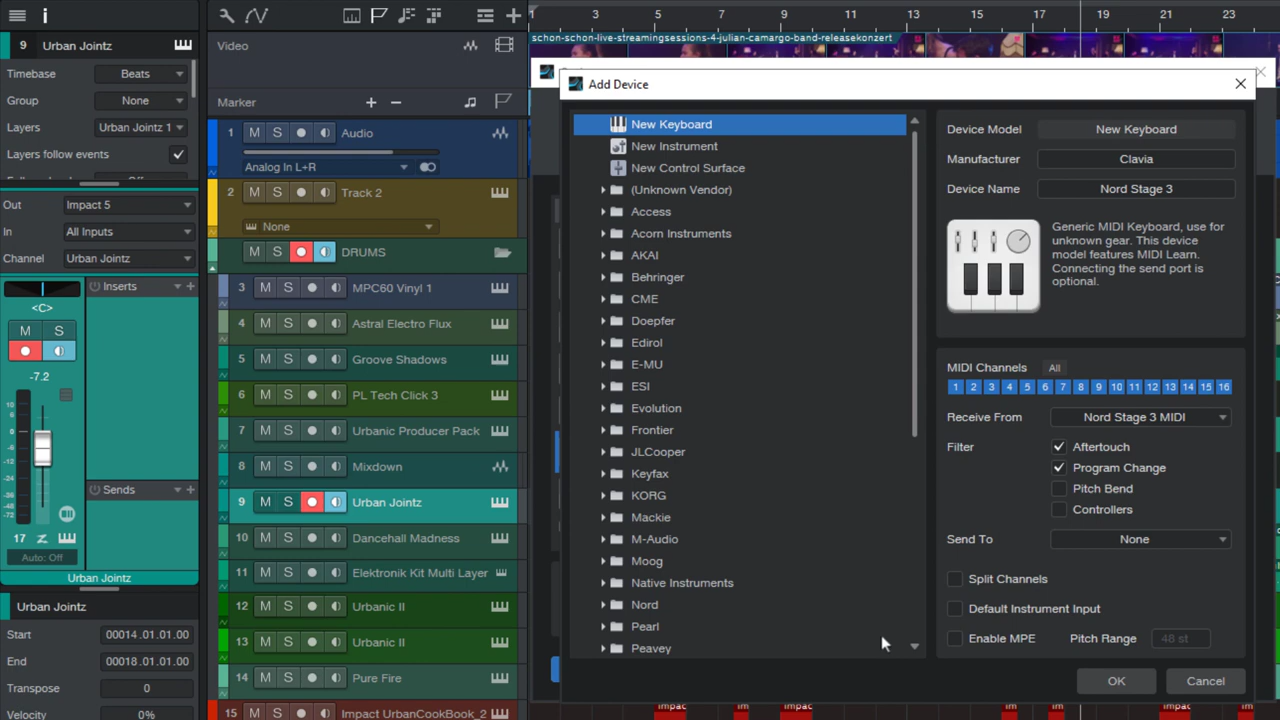 1 3 5 7 9 11 13 15 17 19 21 23
schon-schon-live-streamingsessions-4-julian-camargo-band-releasekonzert
9 Urban Jointz
Timebase Beats
Group None
Layers Urban Jointz 1
Layers follow events
Out Impact 5
In All Inputs
Channel Urban Jointz
Inserts
<C>
M S
-7.2
Sends
17
Auto: Off
Urban Jointz
Urban Jointz
Start 00014.01.01.00
End 00018.01.01.00
Transpose 0
Velocity 0%
Video
Marker
1 M S Audio
Analog In L+R
2 M S Track 2
None
M S DRUMS
3 M S MPC60 Vinyl 1
4 M S Astral Electro Flux
5 M S Groove Shadows
6 M S PL Tech Click 3
7 M S Urbanic Producer Pack
8 M S Mixdown
9 M S Urban Jointz
10 M S Dancehall Madness
11 M S Elektronik Kit Multi Layer
12 M S Urbanic II
13 M S Urbanic II
14 M S Pure Fire
15 M S Impact UrbanCookBook_2
Add Device
New Keyboard
New Instrument
New Control Surface
(Unknown Vendor)
Access
Acorn Instruments
AKAI
Behringer
CME
Doepfer
Edirol
E-MU
ESI
Evolution
Frontier
JLCooper
Keyfax
KORG
Mackie
M-Audio
Moog
Native Instruments
Nord
Pearl
Peavey
Device Model New Keyboard
Manufacturer Clavia
Device Name Nord Stage 3
Generic MIDI Keyboard, use for
unknown gear. This device
model features MIDI Learn.
Connecting the send port is
optional.
MIDI Channels All
1 2 3 4 5 6 7 8 9 10 11 12 13 14 15 16
Receive From Nord Stage 3 MIDI
Filter Aftertouch
Program Change
Pitch Bend
Controllers
Send To None
Split Channels
Default Instrument Input
Enable MPE Pitch Range 48 st
OK Cancel